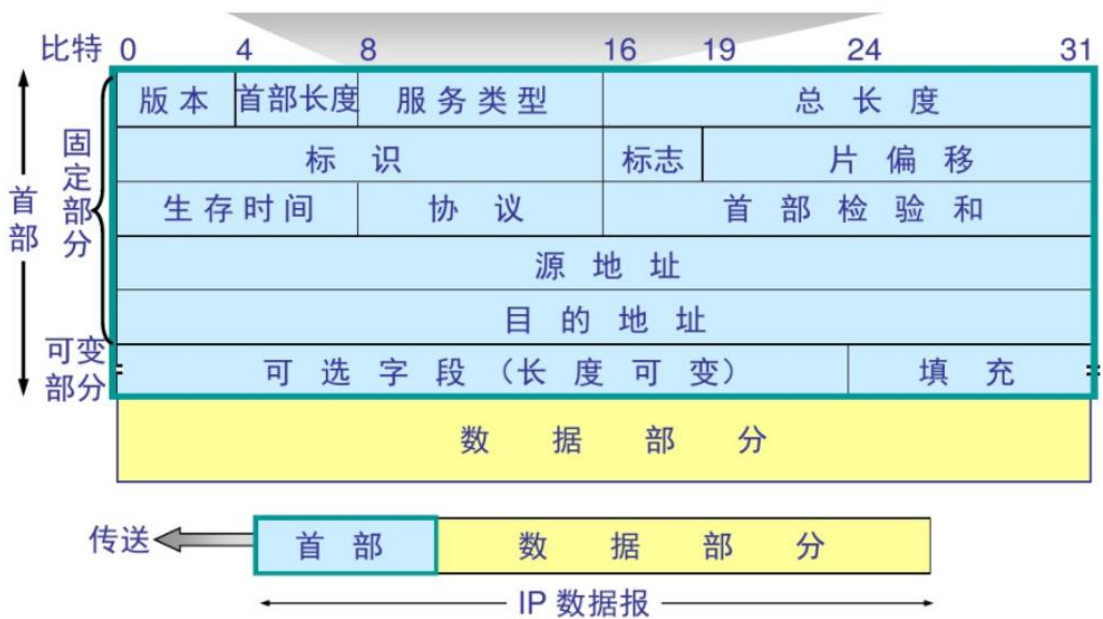 比特 0 4 8 16 19 24 31
版本 首部长度 服务类型 总长度
标识 标志 片偏移
生存时间 协议 首部检验和
源地址
目的地址
可选字段（长度可变） 填充
首部
固定部分
可变部分
数据部分
传送 首部 数据部分
IP 数据报